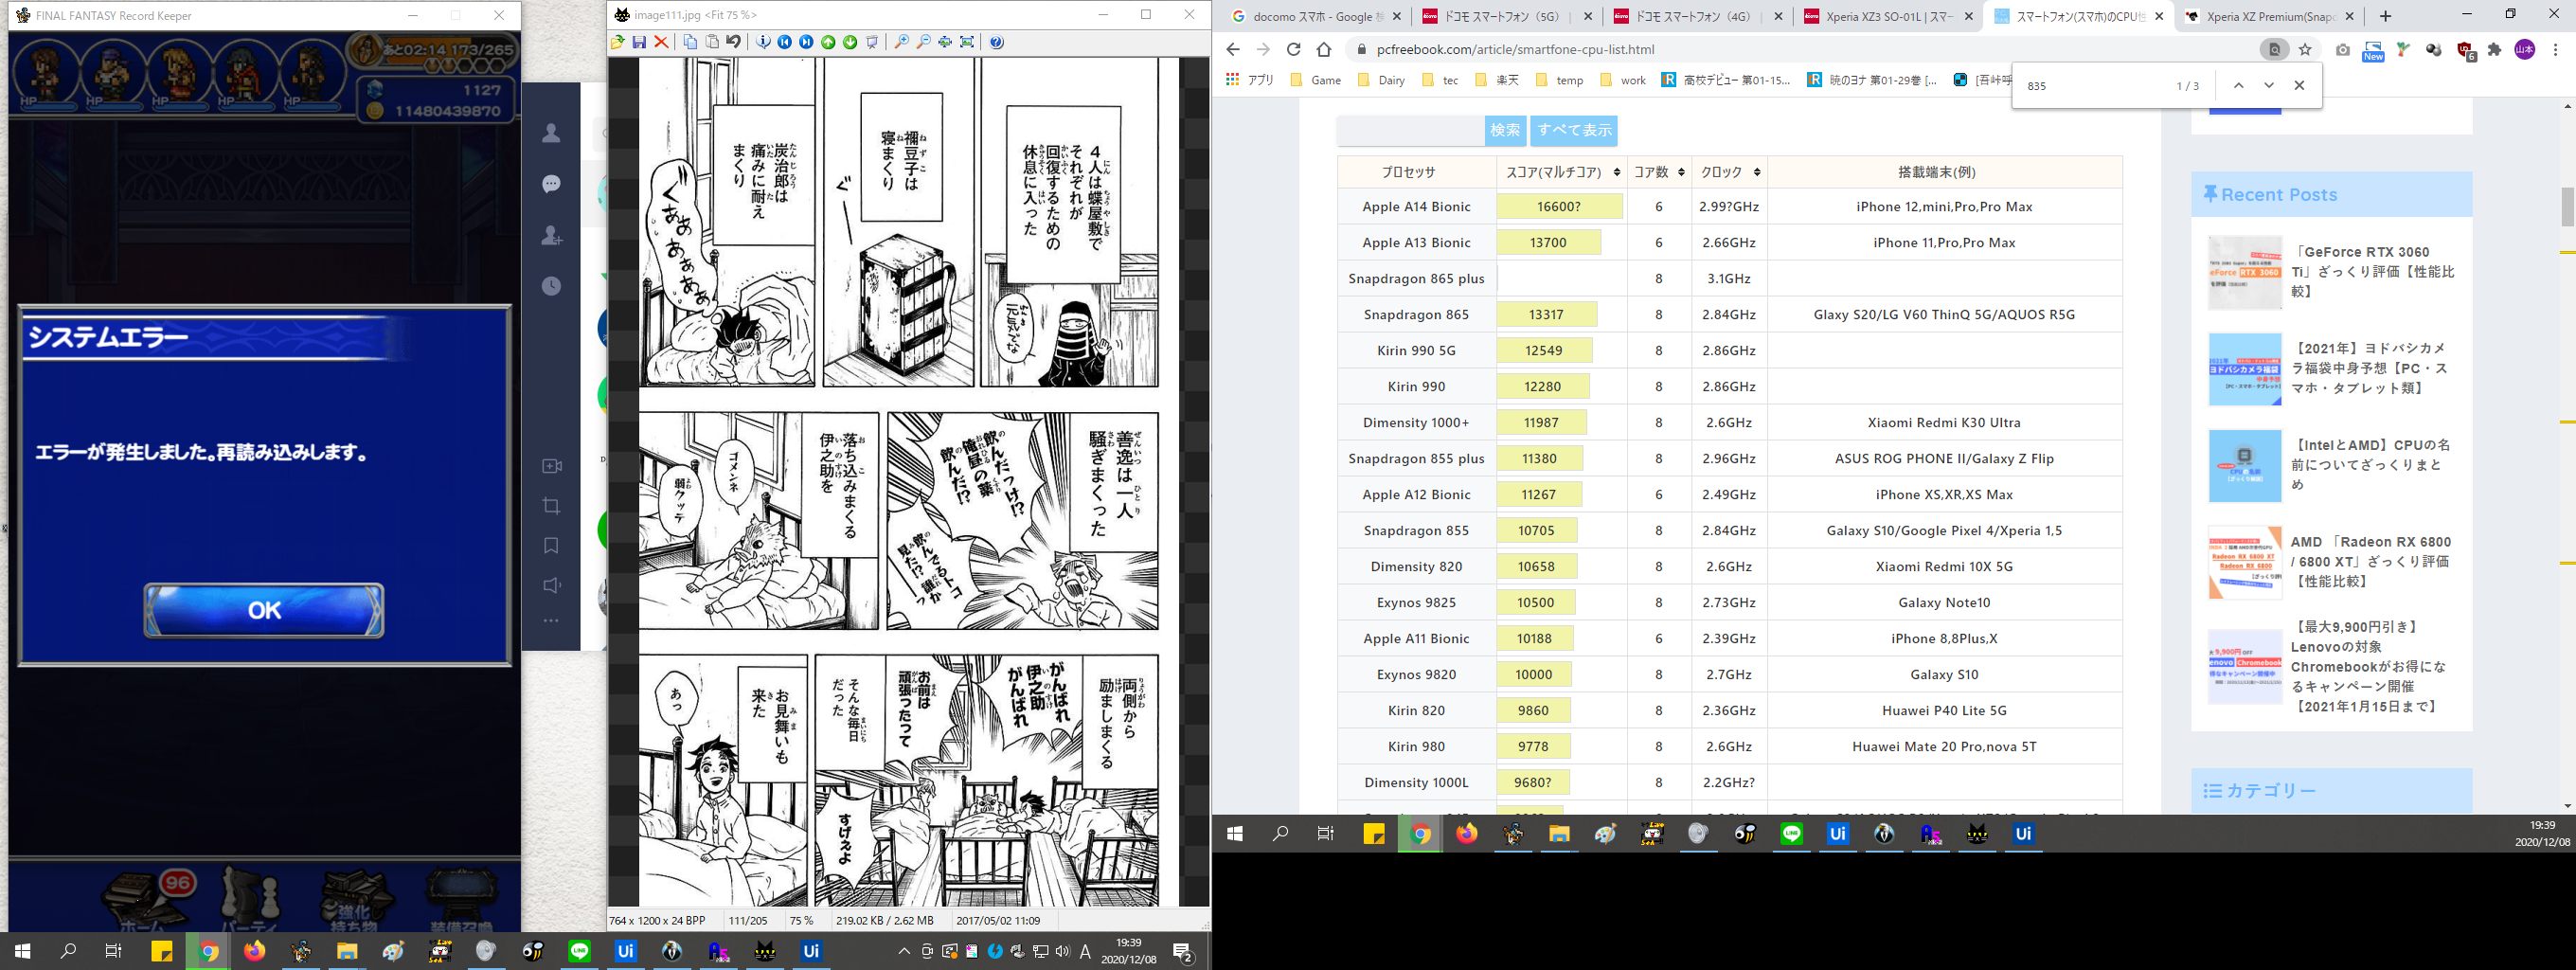 FINAL FANTASY Record Keeper
あと02:14 173/265
HP
HP
HP
HP
HP
1127
11480439870
システムエラー
エラーが発生しました。再読み込みします。
OK
96
ホーム
パーティ
強化
持ち物
装備召喚
image111.jpg <Fit 75 %>
4人は蝶屋敷で
それぞれが
回復するための
休息に入った
禰豆子は
寝まくり
ぐ
炭治郎は
痛みに耐え
まくり
ぐぁぁぁぁぁ
善逸は一人
騒ぎまくった
飲んだっけ!?
俺昼の薬
飲んだ!?
飲んでるトコ
見た!?誰か
落ち込みまくる
伊之助を
ゴメンネ
弱クッテ
両側から
励ましまくる
がんばれ
伊之助
がんばれ
お前は
頑張ったって
そんな毎日
だった
すげぇよ
お見舞いも
来た
あっ
764 x 1200 x 24 BPP
111/205
75 %
219.02 KB / 2.62 MB
2017/05/02 11:09
19:39
2020/12/08
2
docomo スマホ - Google
ドコモ スマートフォン（5G）
ドコモ スマートフォン（4G）
Xperia XZ3 SO-01L | スマ
スマートフォン(スマホ)のCPU
Xperia XZ Premium(Snap
pcfreebook.com/article/smartfone-cpu-list.html
New
6
山本
アプリ Game Dairy tec 楽天 temp work 高校デビュー 第01-15... 暁のヨナ 第01-29巻 [...
835 1 / 3
検索 すべて表示
プロセッサ スコア(マルチコア) コア数 クロック 搭載端末(例)
Apple A14 Bionic 16600? 6 2.99?GHz iPhone 12,mini,Pro,Pro Max
Apple A13 Bionic 13700 6 2.66GHz iPhone 11,Pro,Pro Max
Snapdragon 865 plus 8 3.1GHz
Snapdragon 865 13317 8 2.84GHz Glaxy S20/LG V60 ThinQ 5G/AQUOS R5G
Kirin 990 5G 12549 8 2.86GHz
Kirin 990 12280 8 2.86GHz
Dimensity 1000+ 11987 8 2.6GHz Xiaomi Redmi K30 Ultra
Snapdragon 855 plus 11380 8 2.96GHz ASUS ROG PHONE II/Galaxy Z Flip
Apple A12 Bionic 11267 6 2.49GHz iPhone XS,XR,XS Max
Snapdragon 855 10705 8 2.84GHz Galaxy S10/Google Pixel 4/Xperia 1,5
Dimensity 820 10658 8 2.6GHz Xiaomi Redmi 10X 5G
Exynos 9825 10500 8 2.73GHz Galaxy Note10
Apple A11 Bionic 10188 6 2.39GHz iPhone 8,8Plus,X
Exynos 9820 10000 8 2.7GHz Galaxy S10
Kirin 820 9860 8 2.36GHz Huawei P40 Lite 5G
Kirin 980 9778 8 2.6GHz Huawei Mate 20 Pro,nova 5T
Dimensity 1000L 9680? 8 2.2GHz?
Recent Posts
「GeForce RTX 3060
Ti」ざっくり評価【性能比
較】
【2021年】ヨドバシカメ
ラ福袋中身予想【PC・ス
マホ・タブレット類】
【IntelとAMD】CPUの名
前についてざっくりまと
め
AMD 「Radeon RX 6800
/ 6800 XT」ざっくり評価
【性能比較】
【最大9,900円引き】
Lenovoの対象
Chromebookがお得にな
るキャンペーン開催
【2021年1月15日まで】
カテゴリー
19:39
2020/12/08